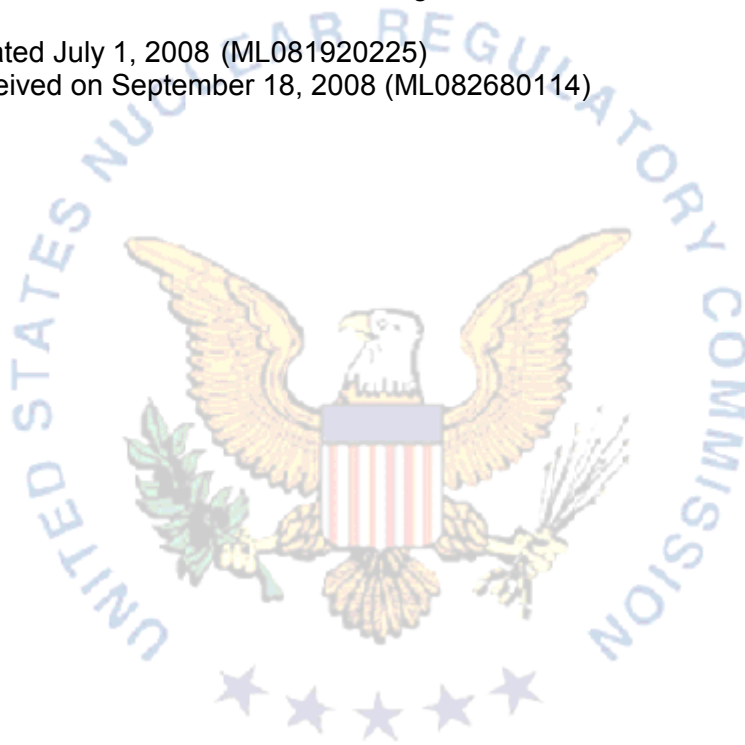 ated July 1, 2008 (ML081920225)
eived on September 18, 2008 (ML082680114)
UNITED STATES NUCLEAR REGULATORY COMMISSION